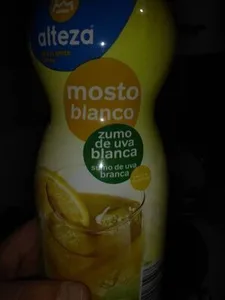 alteza
mosto
blanco
zumo
de uva
blanca
sumo de uva
branca